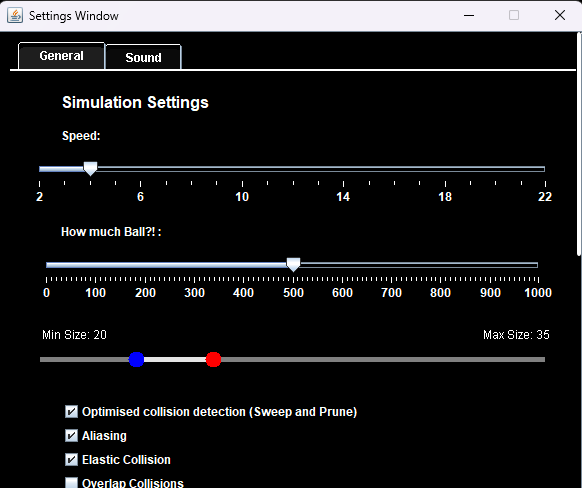 Settings Window
General Sound
Simulation Settings
Speed:
2 6 10 14 18 22
How much Ball?! :
0 100 200 300 400 500 600 700 800 900 1000
Min Size: 20 Max Size: 35
Optimised collision detection (Sweep and Prune)
Aliasing
Elastic Collision
Overlap Collisions